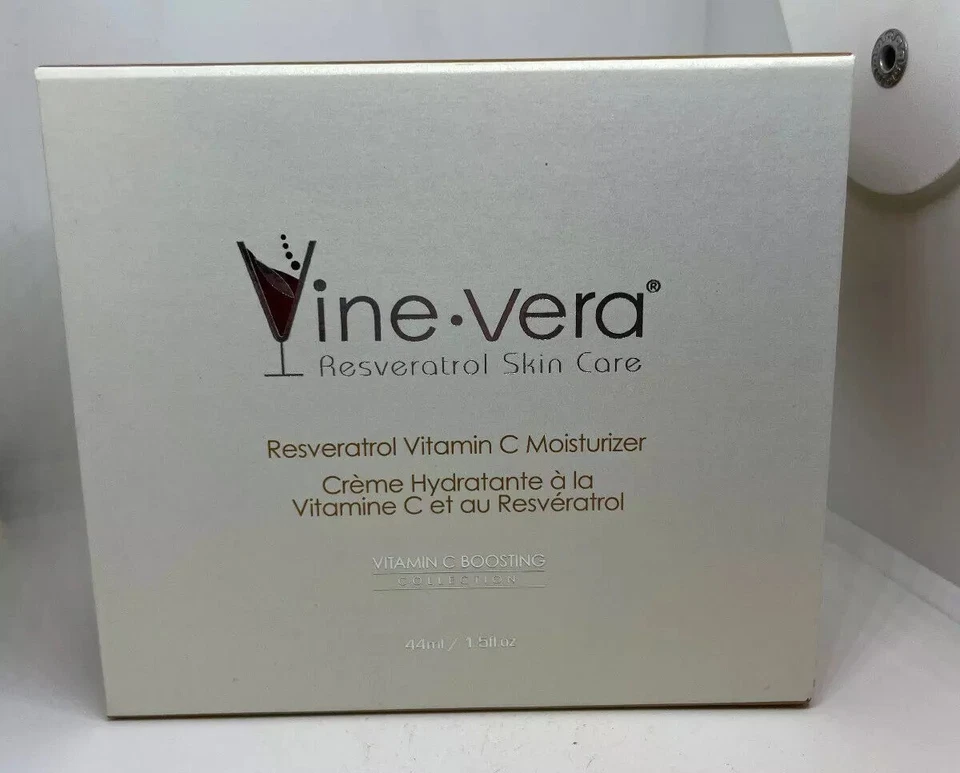 Vine·vera®
Resveratrol Skin Care
Resveratrol Vitamin C Moisturizer
Crème Hydratante à la
Vitamine C et au Resvératrol
VITAMIN C BOOSTING
COLLECTION
44ml / 1.5fl.oz